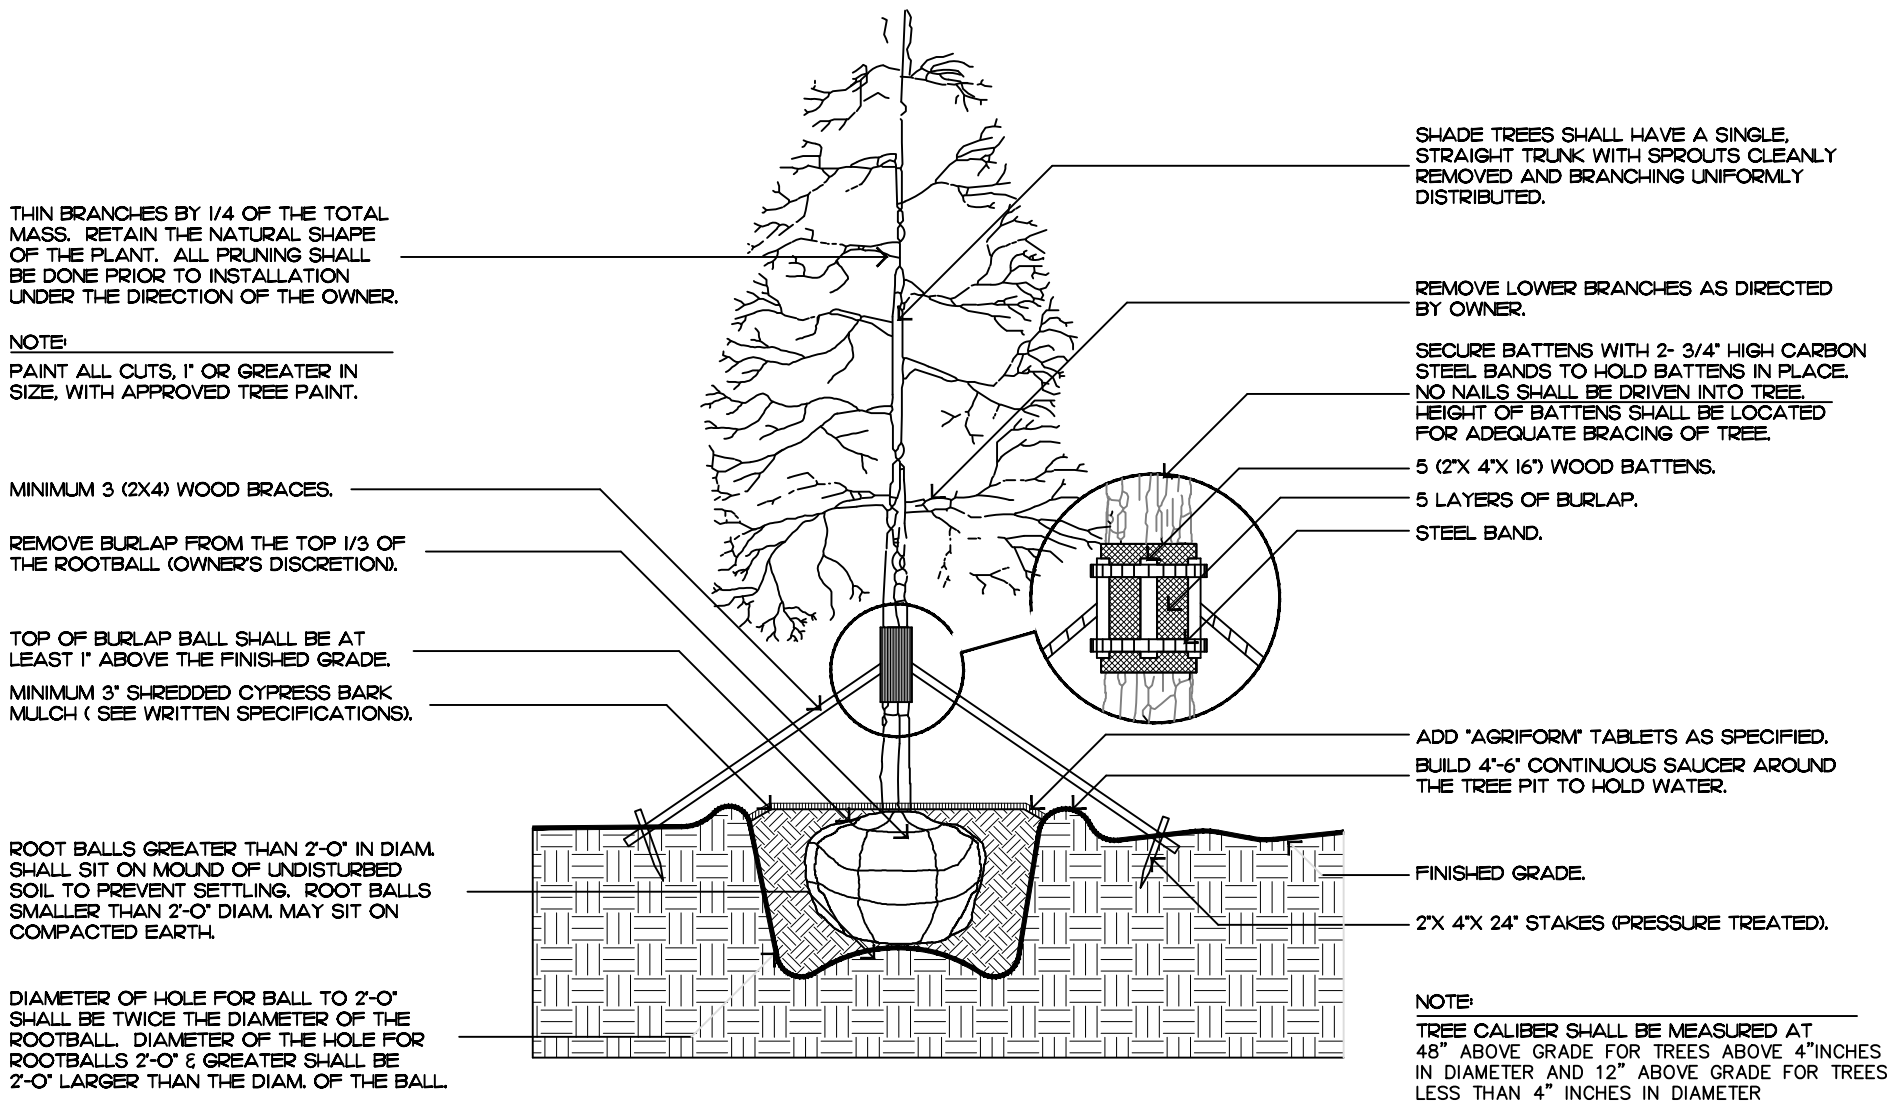 THIN BRANCHES BY 1/4 OF THE TOTAL
MASS. RETAIN THE NATURAL SHAPE
OF THE PLANT. ALL PRUNING SHALL
BE DONE PRIOR TO INSTALLATION
UNDER THE DIRECTION OF THE OWNER.
NOTE:
PAINT ALL CUTS, 1" OR GREATER IN
SIZE, WITH APPROVED TREE PAINT.
MINIMUM 3 (2X4) WOOD BRACES.
REMOVE BURLAP FROM THE TOP 1/3 OF
THE ROOTBALL (OWNER'S DISCRETION).
TOP OF BURLAP BALL SHALL BE AT
LEAST 1" ABOVE THE FINISHED GRADE.
MINIMUM 3" SHREDDED CYPRESS BARK
MULCH ( SEE WRITTEN SPECIFICATIONS).
ROOT BALLS GREATER THAN 2'-0" IN DIAM.
SHALL SIT ON MOUND OF UNDISTURBED
SOIL TO PREVENT SETTLING. ROOT BALLS
SMALLER THAN 2'-0" DIAM. MAY SIT ON
COMPACTED EARTH.
DIAMETER OF HOLE FOR BALL TO 2'-0"
SHALL BE TWICE THE DIAMETER OF THE
ROOTBALL. DIAMETER OF THE HOLE FOR
ROOTBALLS 2'-0" & GREATER SHALL BE
2'-0" LARGER THAN THE DIAM. OF THE BALL.
SHADE TREES SHALL HAVE A SINGLE,
STRAIGHT TRUNK WITH SPROUTS CLEANLY
REMOVED AND BRANCHING UNIFORMLY
DISTRIBUTED.
REMOVE LOWER BRANCHES AS DIRECTED
BY OWNER.
SECURE BATTENS WITH 2- 3/4" HIGH CARBON
STEEL BANDS TO HOLD BATTENS IN PLACE.
NO NAILS SHALL BE DRIVEN INTO TREE.
HEIGHT OF BATTENS SHALL BE LOCATED
FOR ADEQUATE BRACING OF TREE.
5 (2"X 4"X 16") WOOD BATTENS.
5 LAYERS OF BURLAP.
STEEL BAND.
ADD "AGRIFORM" TABLETS AS SPECIFIED.
BUILD 4"-6" CONTINUOUS SAUCER AROUND
THE TREE PIT TO HOLD WATER.
FINISHED GRADE.
2"X 4"X 24" STAKES (PRESSURE TREATED).
NOTE:
TREE CALIBER SHALL BE MEASURED AT
48" ABOVE GRADE FOR TREES ABOVE 4"INCHES
IN DIAMETER AND 12" ABOVE GRADE FOR TREES
LESS THAN 4" INCHES IN DIAMETER